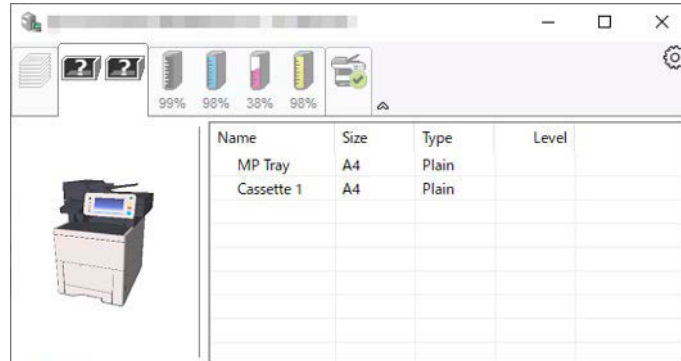 ? ?
99% 98% 38% 98%
Name Size Type Level
MP Tray A4 Plain
Cassette 1 A4 Plain